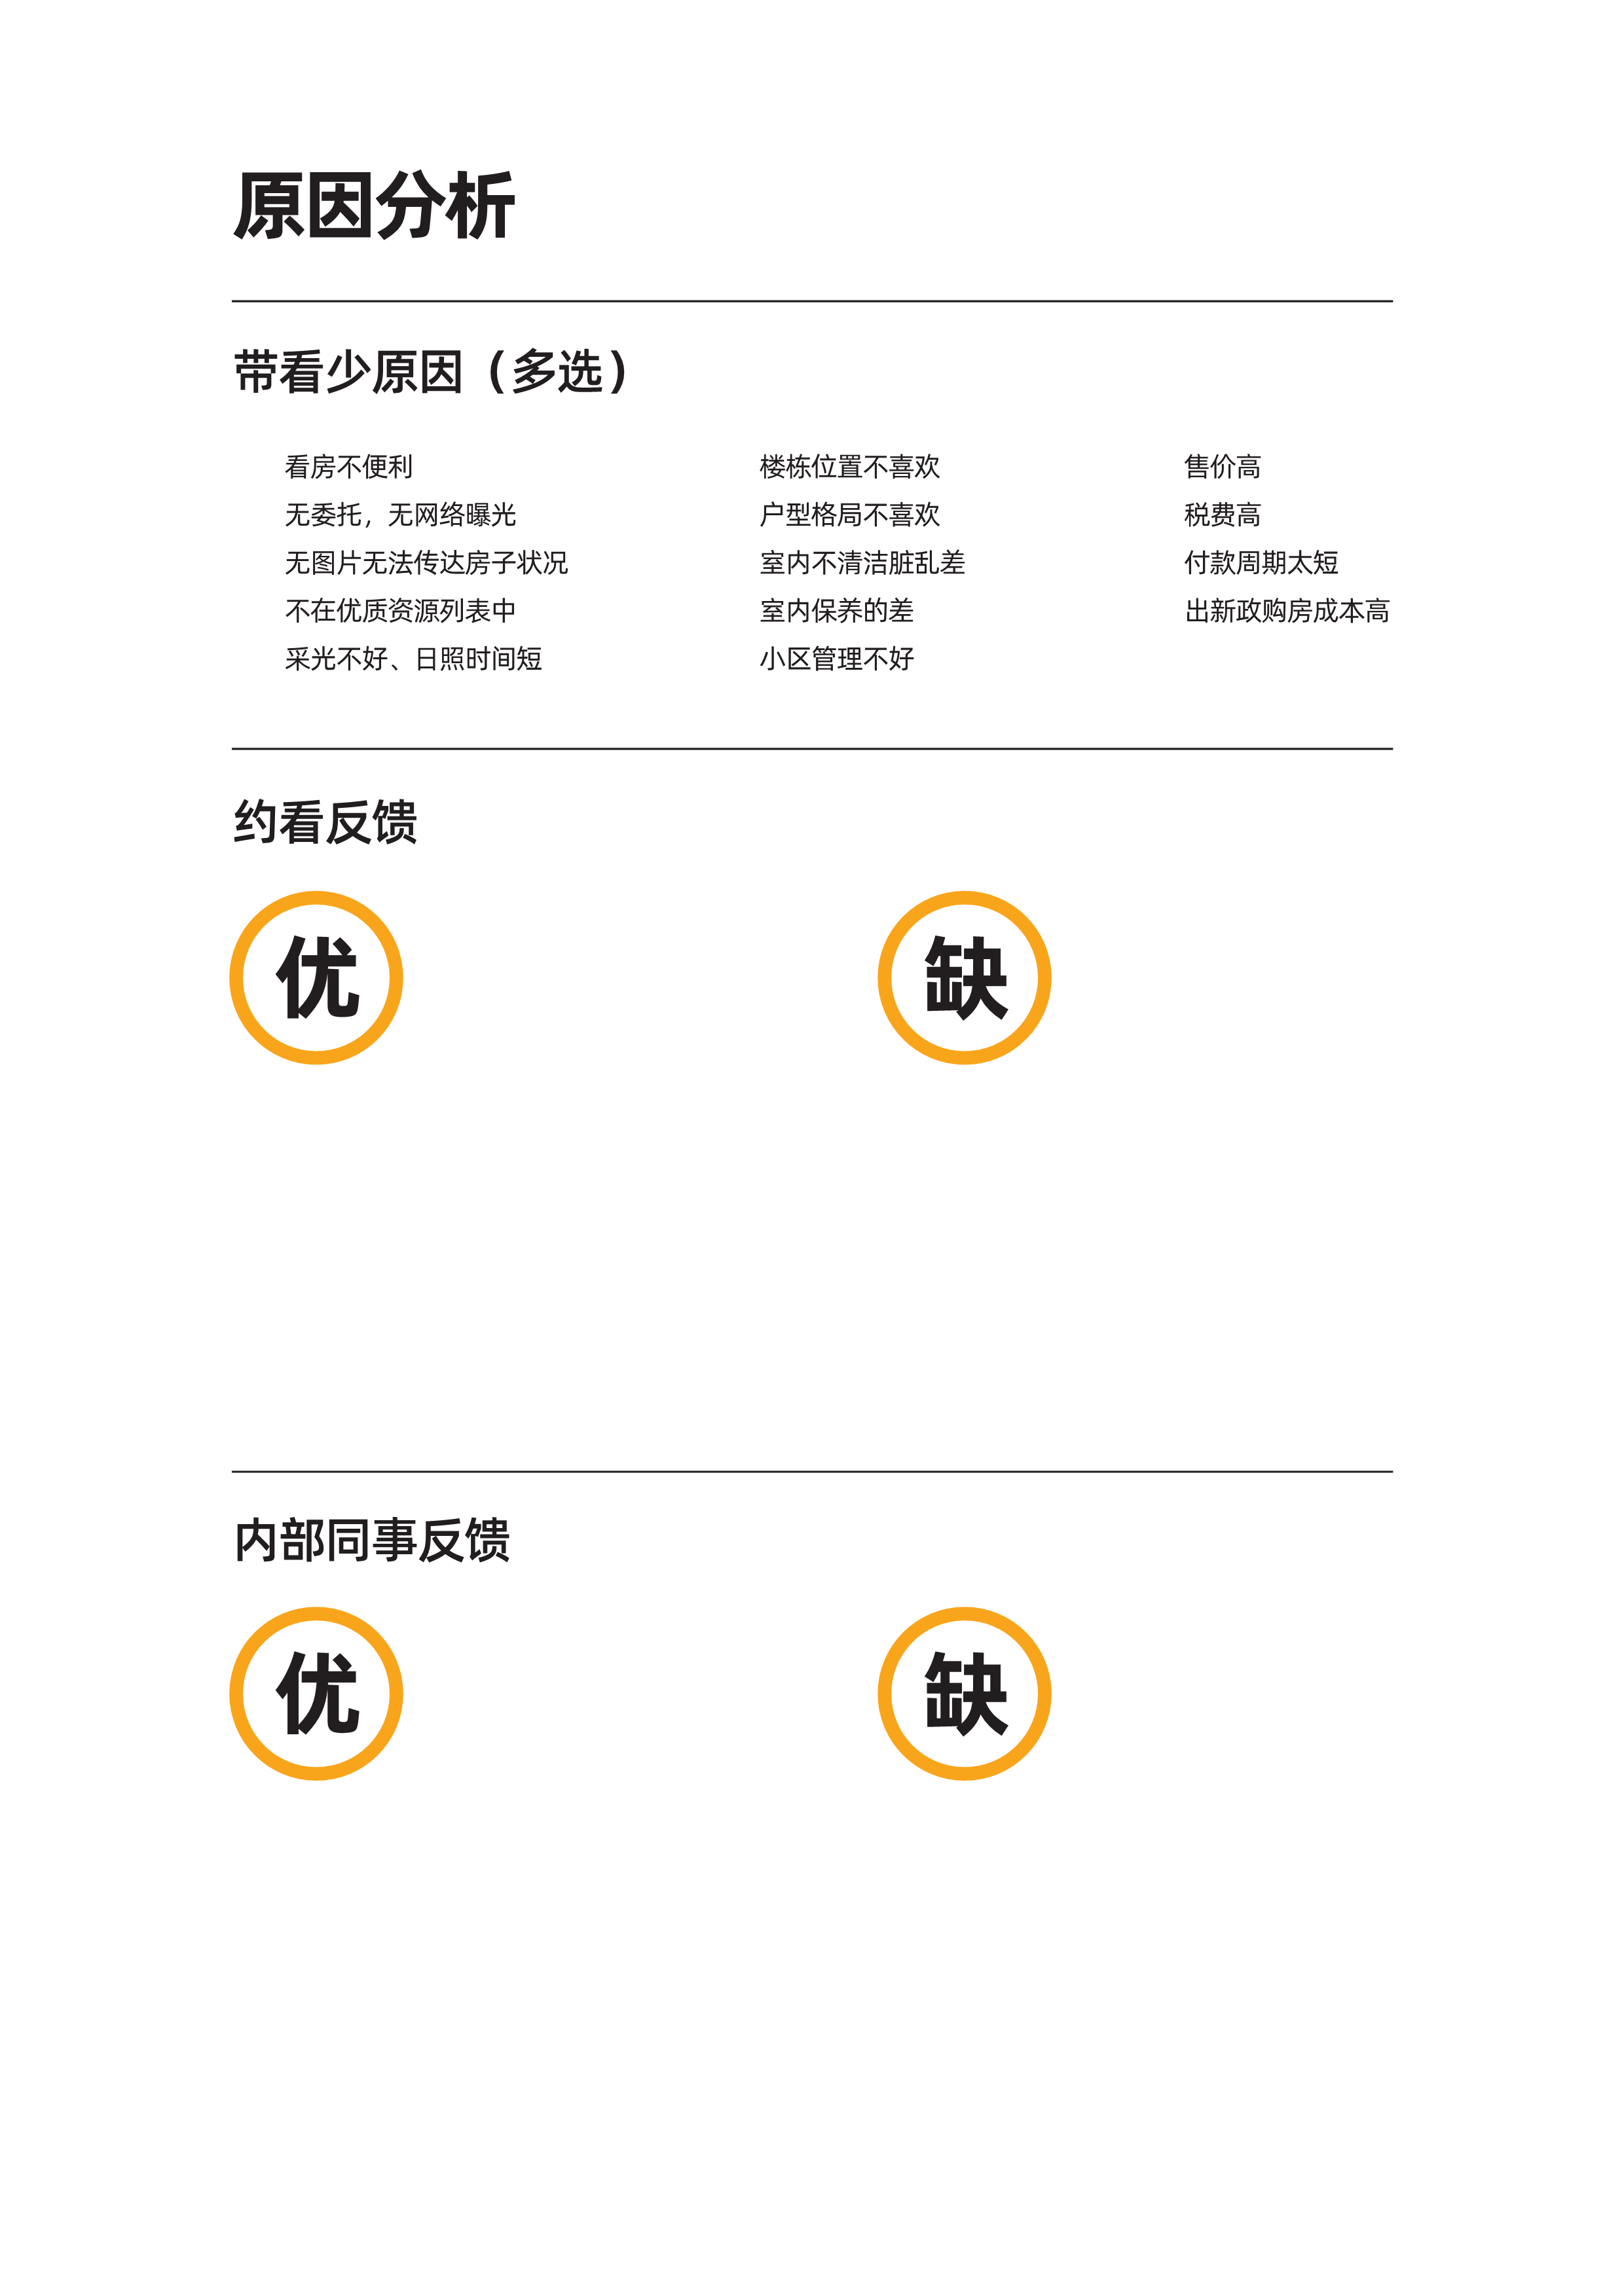 原因分析
带看少原因（多选）
看房不便利
无委托，无网络曝光
无图片无法传达房子状况
不在优质资源列表中
采光不好、日照时间短
楼栋位置不喜欢
户型格局不喜欢
室内不清洁脏乱差
室内保养的差
小区管理不好
售价高
税费高
付款周期太短
出新政购房成本高
约看反馈
优
缺
内部同事反馈
优
缺